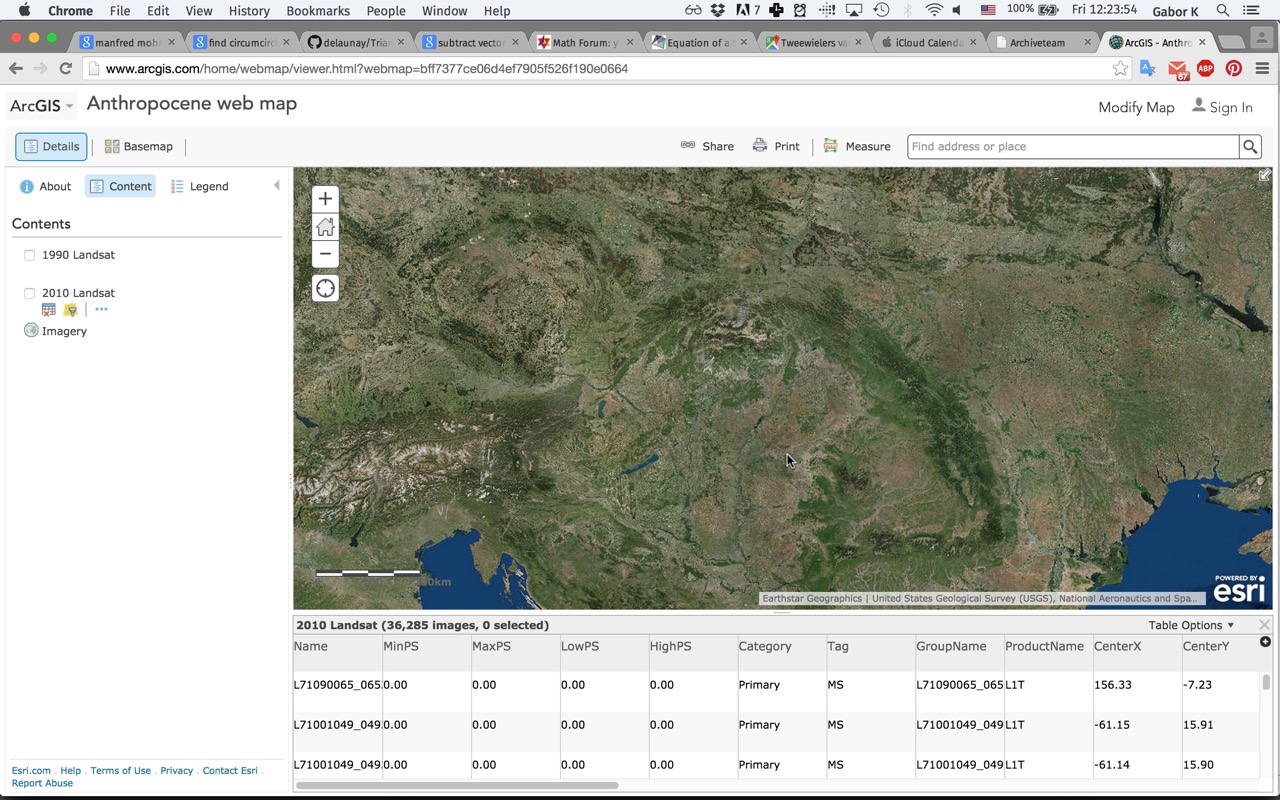 Chrome File Edit View History Bookmarks People Window Help 7 100% Fri 12:23:54 Gabor K
manfred moh find circumcir delaunay/Tria subtract vector Math Forum: y Equation of a Tweewielers va iCloud Calenda Archiveteam ArcGIS - Anthro
www.arcgis.com/home/webmap/viewer.html?webmap=bff7377ce06d4ef7905f526f190e0664 67 ABP
ArcGIS Anthropocene web map Modify Map Sign In
Details Basemap Share Print Measure Find address or place
About Content Legend
Contents
1990 Landsat
2010 Landsat
Imagery
POWERED BY
esri
Earthstar Geographics | United States Geological Survey (USGS), National Aeronautics and Spa...
2010 Landsat (36,285 images, 0 selected) Table Options
Name MinPS MaxPS LowPS HighPS Category Tag GroupName ProductName CenterX CenterY
L71090065_065 0.00 0.00 0.00 0.00 Primary MS L71090065_065 L1T 156.33 -7.23
L71001049_049 0.00 0.00 0.00 0.00 Primary MS L71001049_049 L1T -61.15 15.91
L71001049_049 0.00 0.00 0.00 0.00 Primary MS L71001049_049 L1T -61.14 15.90
Esri.com . Help . Terms of Use . Privacy . Contact Esri .
Report Abuse